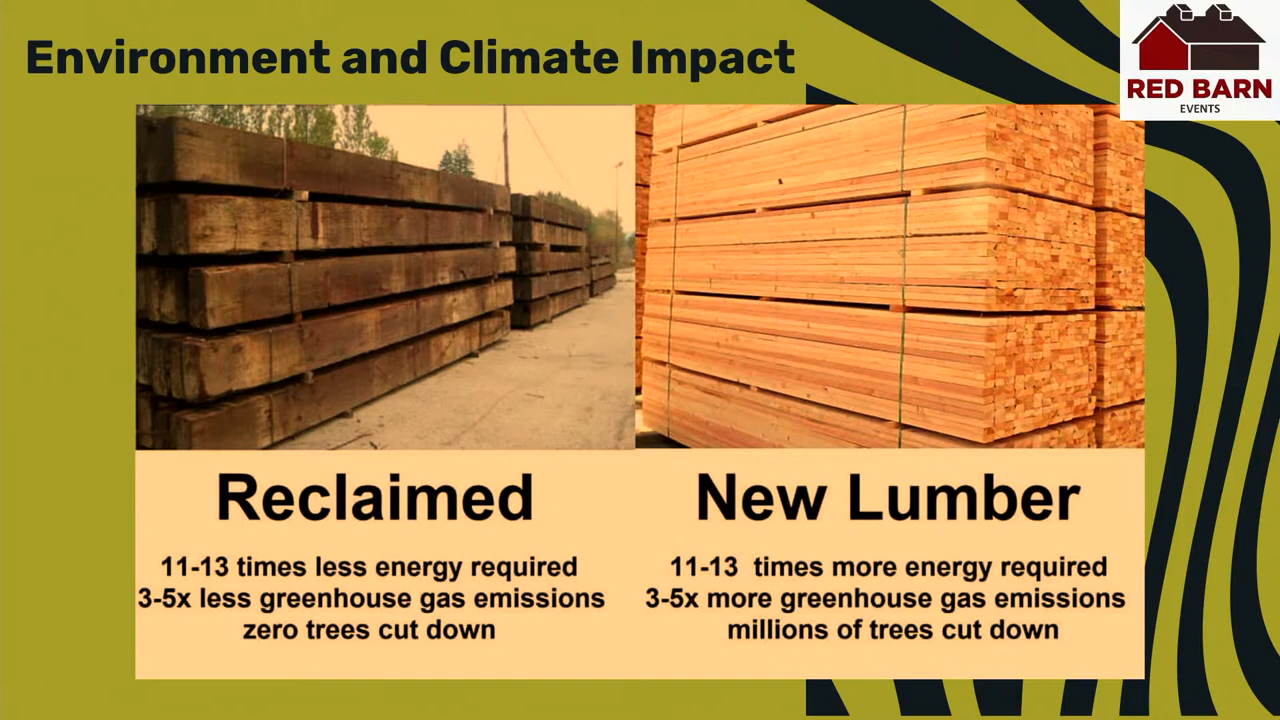 Environment and Climate Impact
RED BARN
EVENTS
Reclaimed
11-13 times less energy required
3-5x less greenhouse gas emissions
zero trees cut down
New Lumber
11-13  times more energy required
3-5x more greenhouse gas emissions
millions of trees cut down